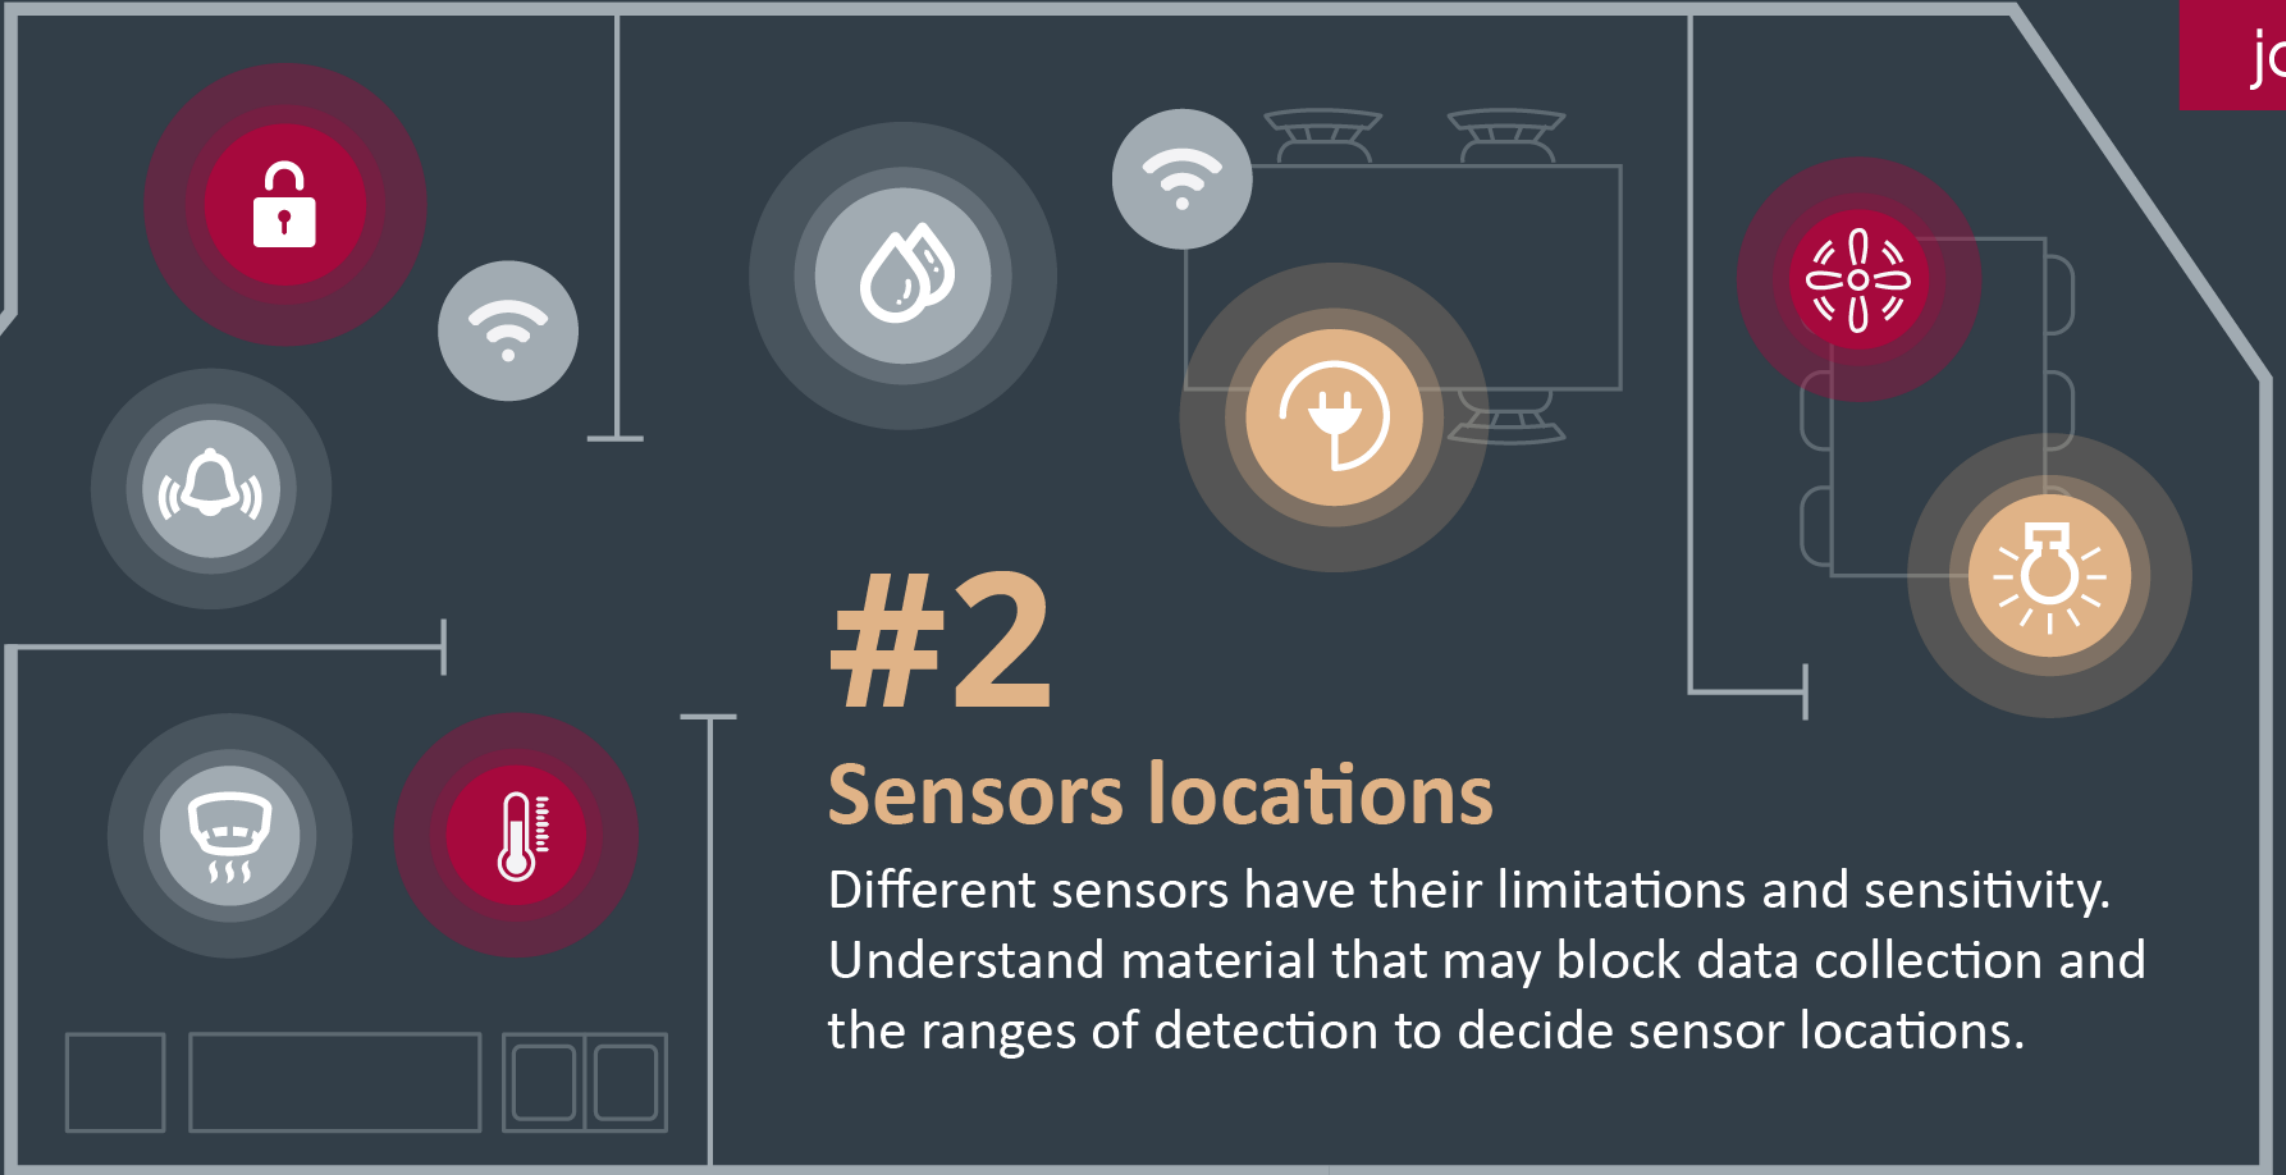 jo
#2
Sensors locations
Different sensors have their limitations and sensitivity.
Understand material that may block data collection and
the ranges of detection to decide sensor locations.